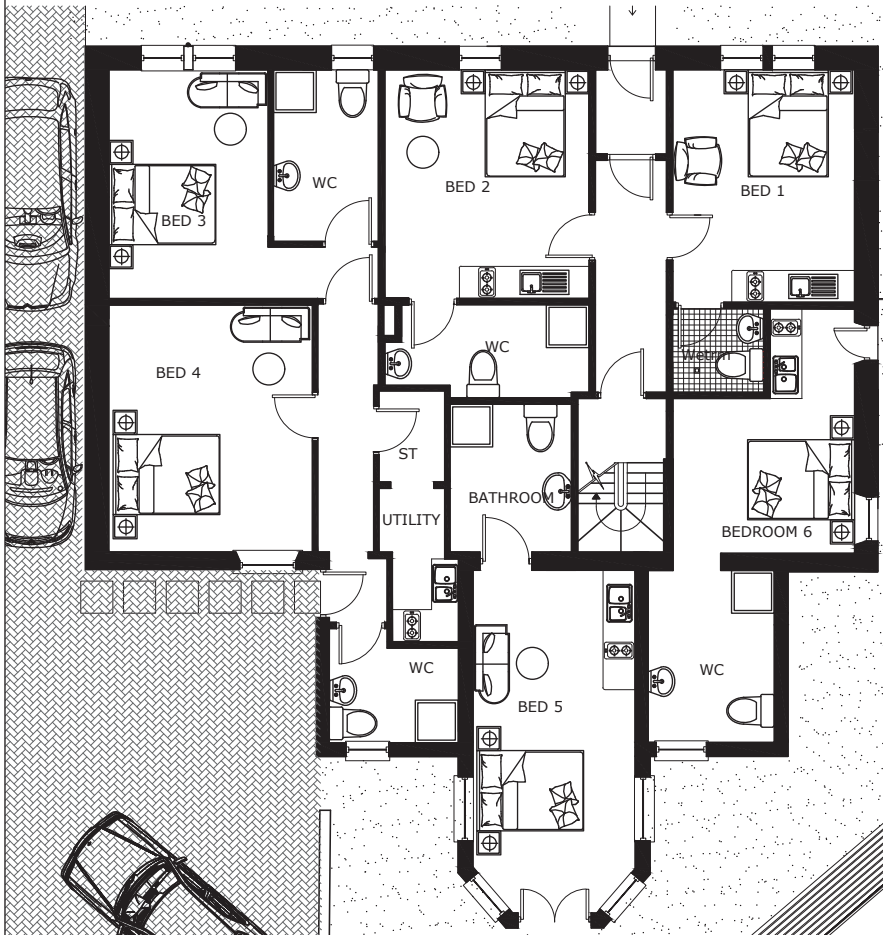 WC
BED 2
BED 1
BED 3
WC
Wetrm
BED 4
ST
BATHROOM
UTILITY
BEDROOM 6
WC
WC
BED 5